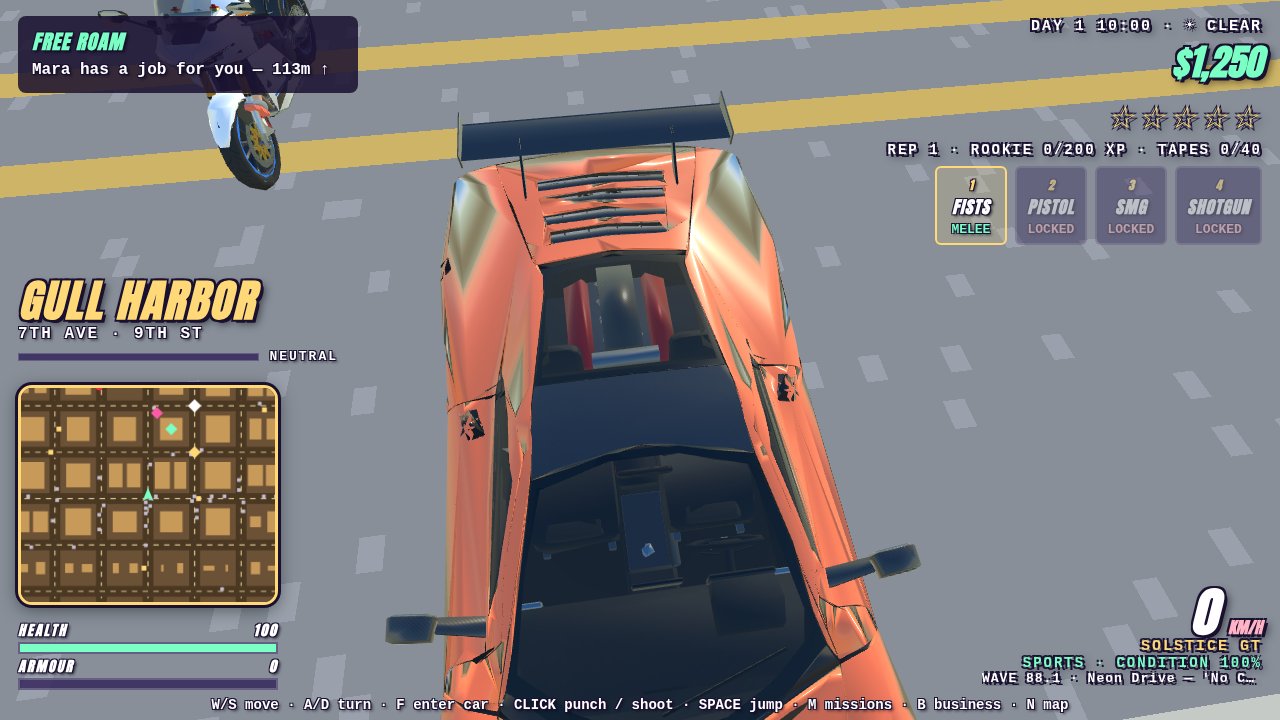 FREE ROAM
Mara has a job for you — 113m ↑
DAY 1 10:00 · ☀ CLEAR
$1,250
REP 1 · ROOKIE 0/200 XP · TAPES 0/40
1 FISTS MELEE
2 PISTOL LOCKED
3 SMG LOCKED
4 SHOTGUN LOCKED
GULL HARBOR
7TH AVE · 9TH ST
NEUTRAL
HEALTH 100
ARMOUR 0
0 KM/H
SOLSTICE GT
SPORTS · CONDITION 100%
WAVE 88.1 · Neon Drive — "No C…
W/S move · A/D turn · F enter car · CLICK punch / shoot · SPACE jump · M missions · B business · N map